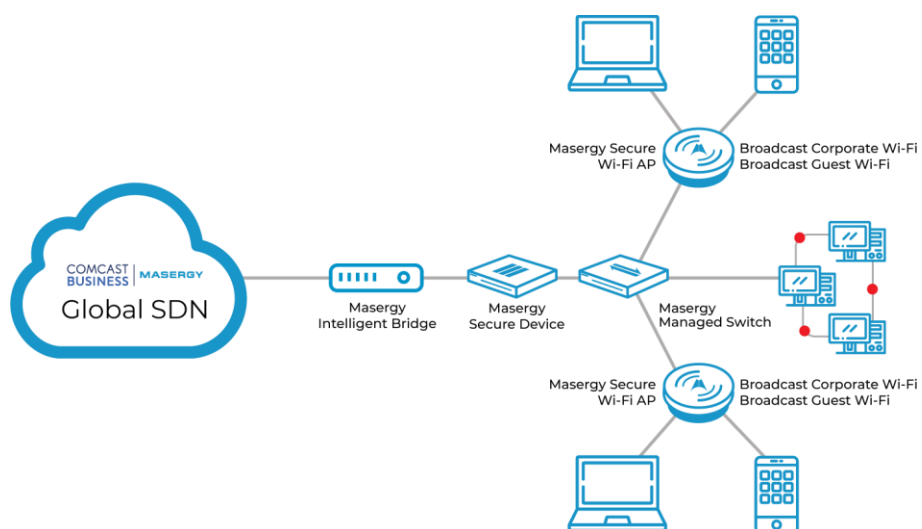 Masergy Secure
Wi-Fi AP
Broadcast Corporate Wi-Fi
Broadcast Guest Wi-Fi
COMCAST
BUSINESS
MASERGY
Global SDN
Masergy
Intelligent Bridge
Masergy
Secure Device
Masergy
Managed Switch
Masergy Secure
Wi-Fi AP
Broadcast Corporate Wi-Fi
Broadcast Guest Wi-Fi